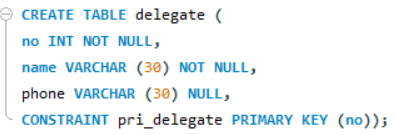 CREATE TABLE delegate (
no INT NOT NULL,
name VARCHAR (30) NOT NULL,
phone VARCHAR (30) NULL,
CONSTRAINT pri_delegate PRIMARY KEY (no));